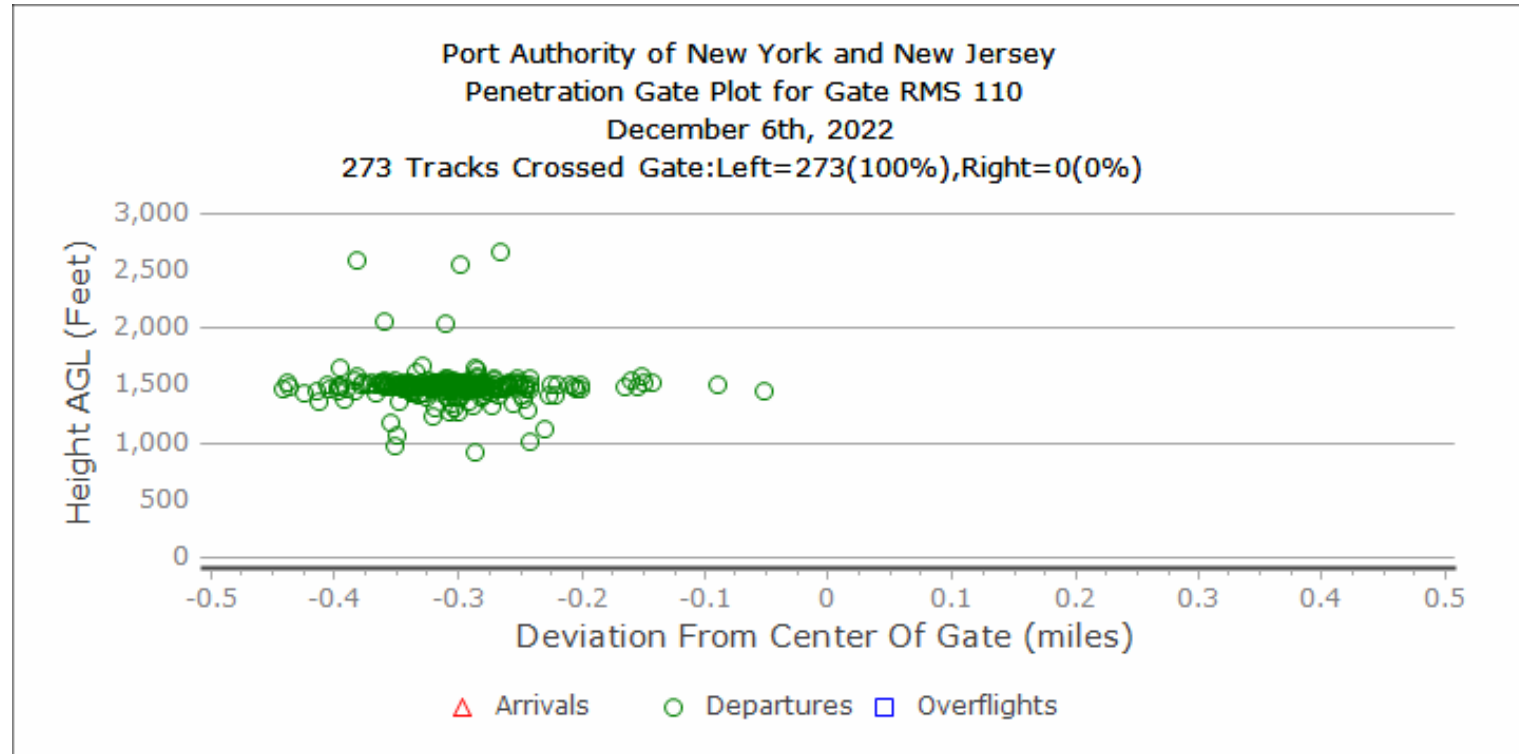 Port Authority of New York and New Jersey
Penetration Gate Plot for Gate RMS 110
December 6th, 2022
273 Tracks Crossed Gate:Left=273(100%),Right=0(0%)
Height AGL (Feet)
3,000
2,500
2,000
1,500
1,000
500
0
-0.5 -0.4 -0.3 -0.2 -0.1 0 0.1 0.2 0.3 0.4 0.5
Deviation From Center Of Gate (miles)
Arrivals Departures Overflights